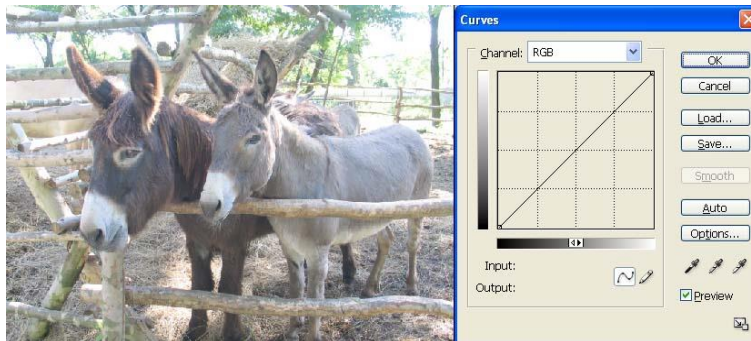 Curves
Channel: RGB
OK
Cancel
Load...
Save...
Smooth
Auto
Options...
Input:
Output:
Preview